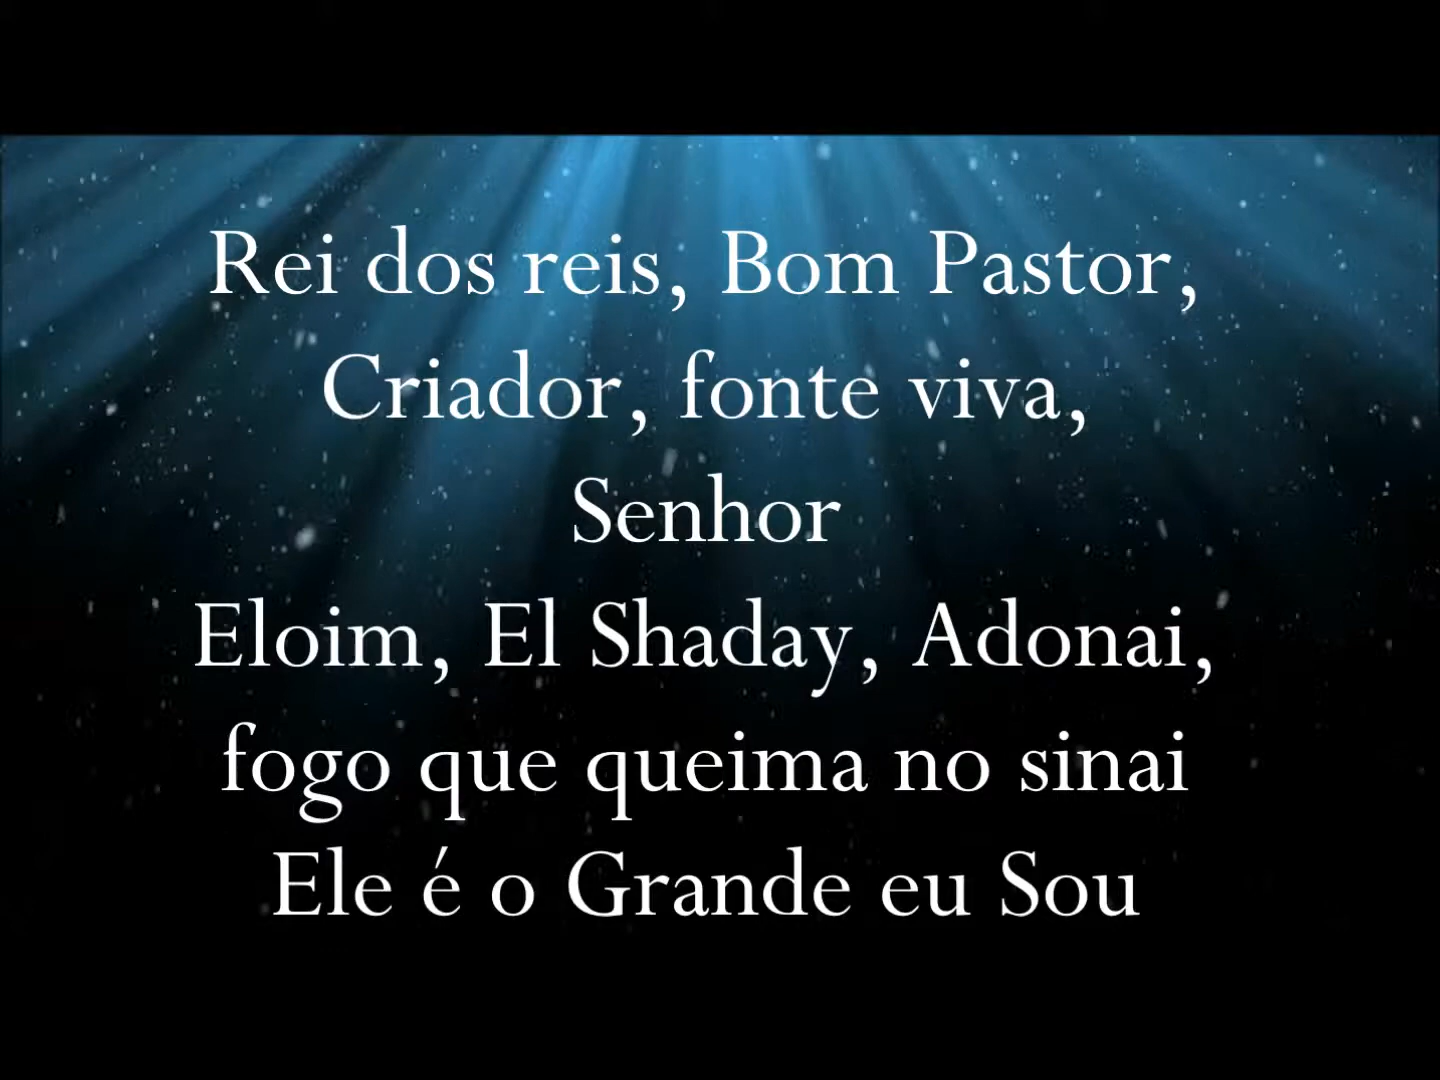 Rei dos reis, Bom Pastor,
Criador, fonte viva,
Senhor
Eloim, El Shaday, Adonai,
fogo que queima no sinai
Ele é o Grande eu Sou